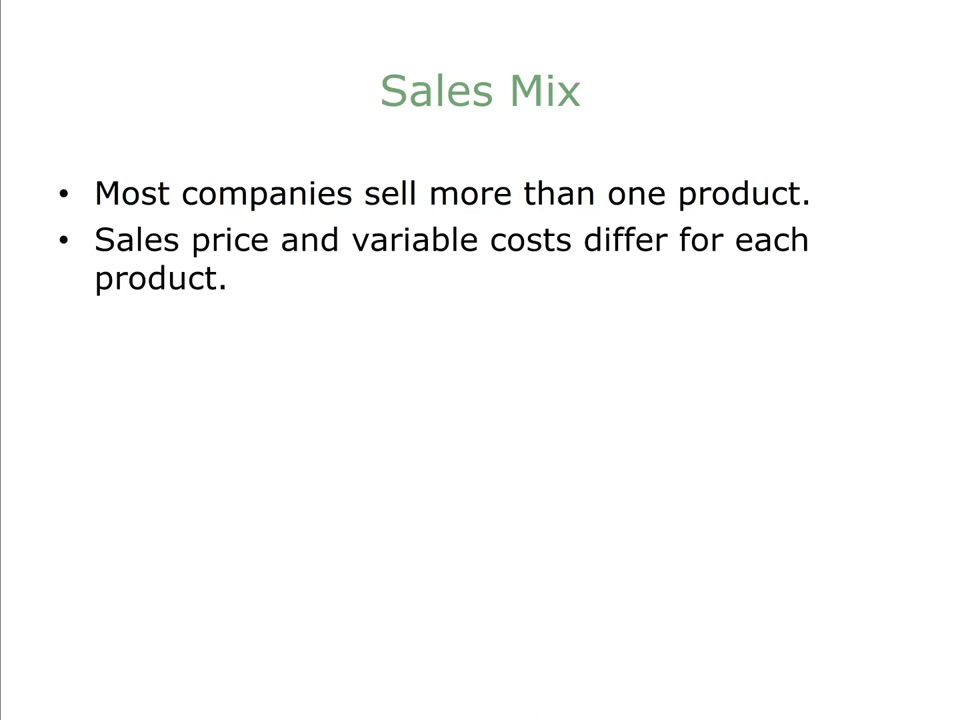 Sales Mix
• Most companies sell more than one product.
• Sales price and variable costs differ for each
product.